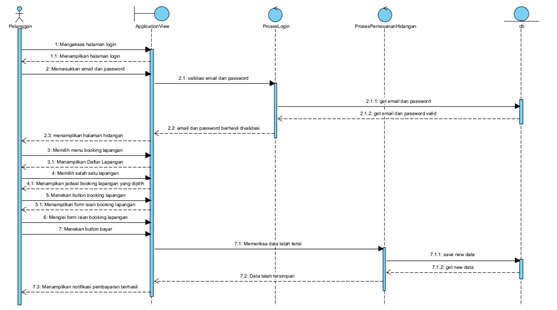 Pelanggan
ApplicationView
ProsesLogin
ProsesPemesananHidangan
db
1: Mengakses halaman login
1.1: Menampilkan halaman login
2: Memasukkan email dan password
2.1: validasi email dan password
2.1.1: get email dan password
2.1.2: get email dan password valid
2.2: email dan password berhasil divalidasi
2.3: menampilkan halaman hidangan
3: Memilih menu booking lapangan
3.1: Menampilkan Daftar Lapangan
4: Memilih salah satu lapangan
4.1: Menampilkan jadwal booking lapangan yang dipilih
5: Menekan button booking lapangan
5.1: Menampilkan form isian booking lapangan
6: Mengisi form isian booking lapangan
7: Menekan button bayar
7.1: Memeriksa data telah terisi
7.1.1: save new data
7.1.2: get new data
7.2: Data telah tersimpan
7.3: Menampilkan notifikasi pembayaran berhasil